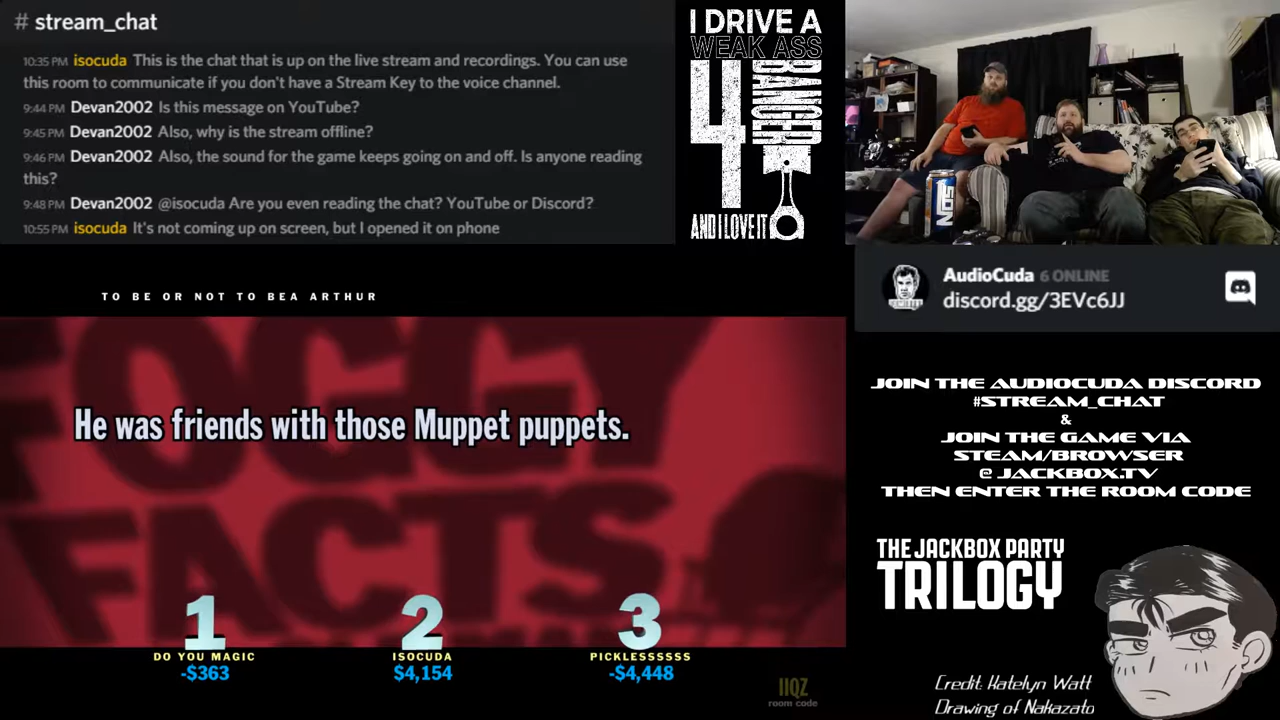 # stream_chat
10:35 PM isocuda This is the chat that is up on the live stream and recordings. You can use
this room to communicate if you don't have a Stream Key to the voice channel.
9:44 PM Devan2002 Is this message on YouTube?
9:45 PM Devan2002 Also, why is the stream offline?
9:46 PM Devan2002 Also, the sound for the game keeps going on and off. Is anyone reading
this?
9:48 PM Devan2002 @isocuda Are you even reading the chat? YouTube or Discord?
10:55 PM isocuda It's not coming up on screen, but I opened it on phone
I DRIVE A
WEAK ASS
4
BANGER
AND I LOVE IT
NOS
AudioCuda 6 ONLINE
discord.gg/3EVc6JJ
TO BE OR NOT TO BEA ARTHUR
FOGGY
FACTS
He was friends with those Muppet puppets.
1
DO YOU MAGIC
-$363
2
ISOCUDA
$4,154
3
PICKLESSSSSS
-$4,448
IIQZ
room code
JOIN THE AUDIOCUDA DISCORD
#STREAM_CHAT
&
JOIN THE GAME VIA
STEAM/BROWSER
@ JACKBOX.TV
THEN ENTER THE ROOM CODE
THE JACKBOX PARTY
TRILOGY
Credit: Katelyn Watt
Drawing of Nakazato